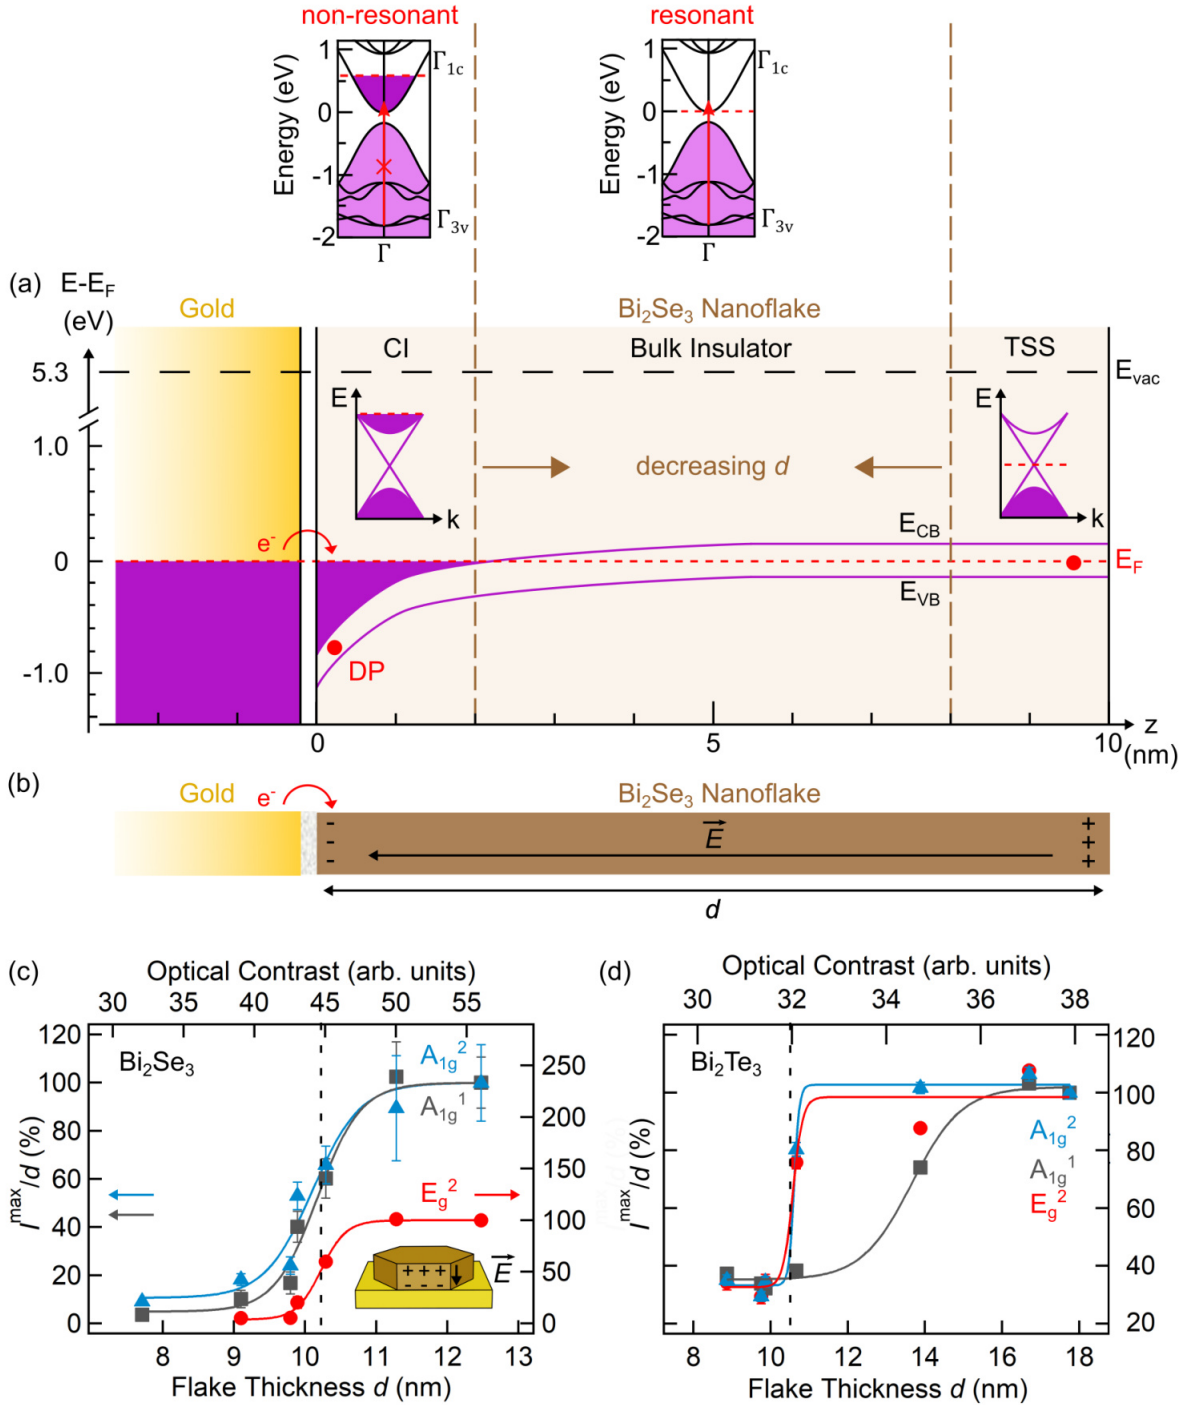 non-resonant
resonant
Energy (eV)
1
0
-1
-2
Γ1c
Γ3v
Γ
Energy (eV)
1
0
-1
-2
Γ1c
Γ3v
Γ
(a) E-EF
(eV)
Gold
Bi2Se3 Nanoflake
CI
Bulk Insulator
TSS
5.3
Evac
E
k
E
k
1.0
decreasing d
ECB
e-
0
EF
EVB
DP
-1.0
0
5
10
z
(nm)
(b)
Gold
e-
Bi2Se3 Nanoflake
- - -
E
+ + +
d
(c)
Optical Contrast (arb. units)
32 35 40 45 50 55
Bi2Se3
A1g2
A1g1
Eg2
Imax/d (%)
120
100
80
60
40
20
0
250
200
150
100
50
0
+ + +
- - - -
E
8 9 10 11 12 13
Flake Thickness d (nm)
(d)
Optical Contrast (arb. units)
30 32 34 36 38
Bi2Te3
A1g2
A1g1
Eg2
Imax/d (%)
120
100
80
60
40
20
8 10 12 14 16 18
Flake Thickness d (nm)